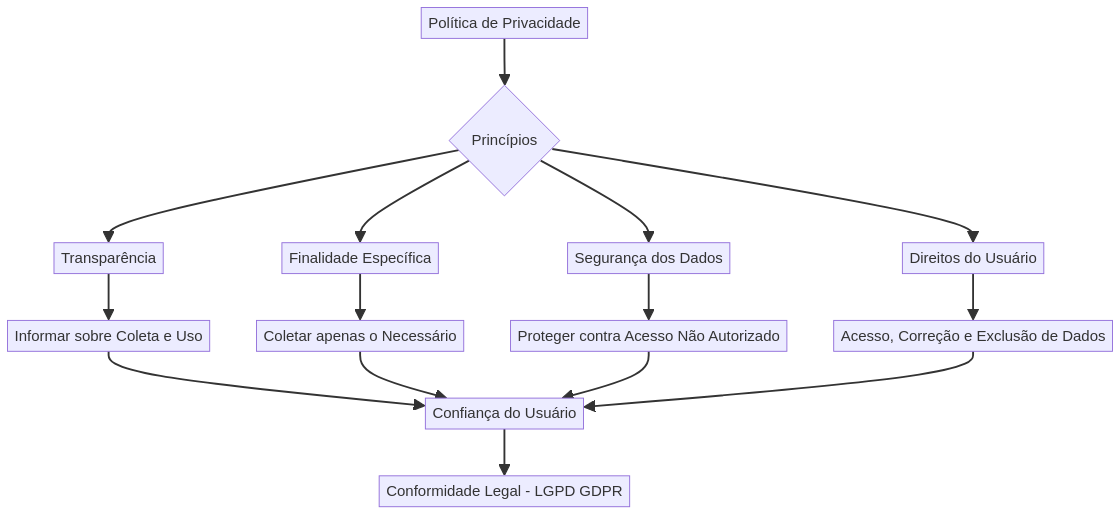 Política de Privacidade
Princípios
Transparência
Finalidade Específica
Segurança dos Dados
Direitos do Usuário
Informar sobre Coleta e Uso
Coletar apenas o Necessário
Proteger contra Acesso Não Autorizado
Acesso, Correção e Exclusão de Dados
Confiança do Usuário
Conformidade Legal - LGPD GDPR